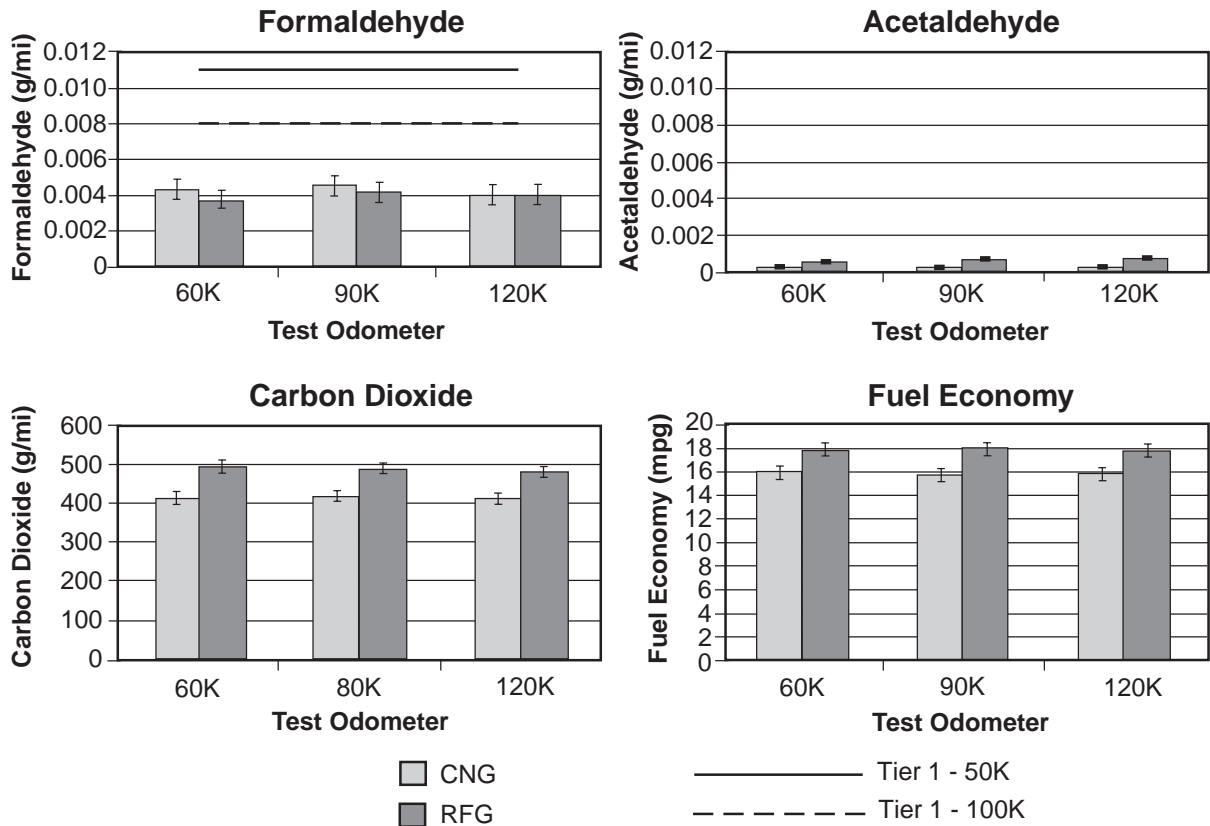 Formaldehyde
Formaldehyde (g/mi)
0.012
0.010
0.008
0.006
0.004
0.002
0
60K 90K 120K
Test Odometer
Acetaldehyde
Acetaldehyde (g/mi)
0.012
0.010
0.008
0.006
0.004
0.002
0
60K 90K 120K
Test Odometer
Carbon Dioxide
Carbon Dioxide (g/mi)
600
500
400
300
200
100
0
60K 80K 120K
Test Odometer
Fuel Economy
Fuel Economy (mpg)
20
18
16
14
12
10
8
6
4
2
0
60K 90K 120K
Test Odometer
CNG
RFG
Tier 1 - 50K
Tier 1 - 100K